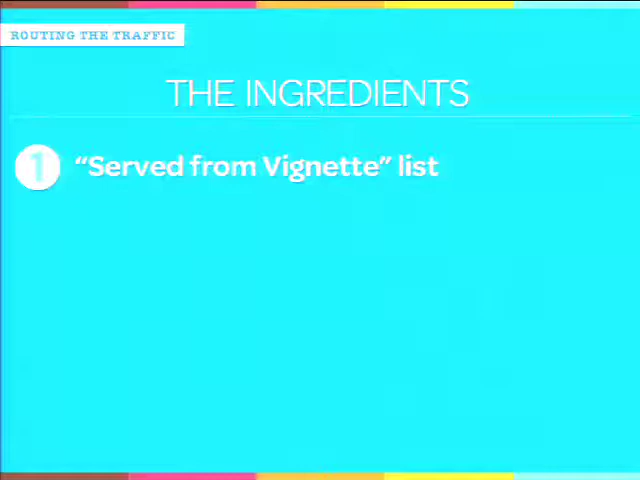 ROUTING THE TRAFFIC
THE INGREDIENTS
1 “Served from Vignette” list